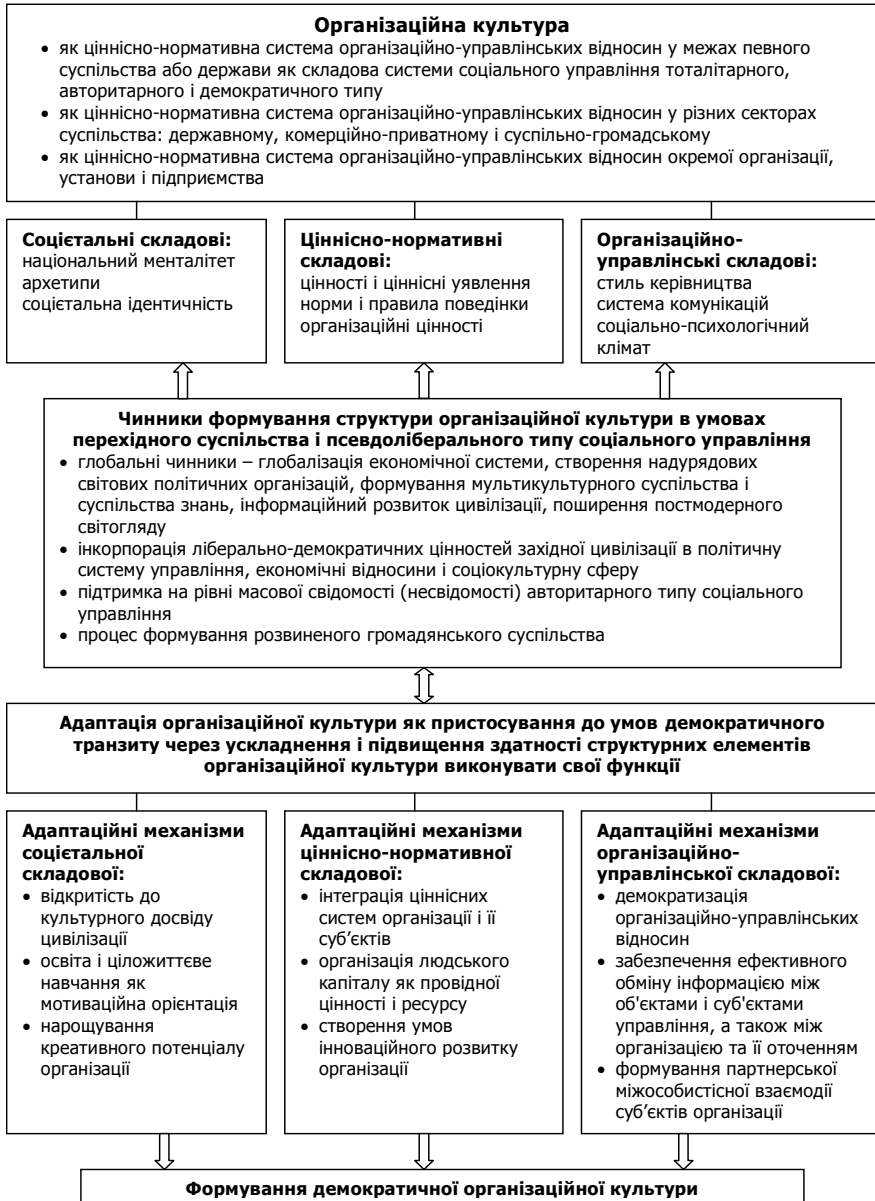 Організаційна культура
• як ціннісно-нормативна система організаційно-управлінських відносин у межах певного
суспільства або держави як складова системи соціального управління тоталітарного,
авторитарного і демократичного типу
• як ціннісно-нормативна система організаційно-управлінських відносин у різних секторах
суспільства: державному, комерційно-приватному і суспільно-громадському
• як ціннісно-нормативна система організаційно-управлінських відносин окремої організації,
установи і підприємства
Соцієтальні складові:
національний менталітет
архетипи
соцієтальна ідентичність
Ціннісно-нормативні
складові:
цінності і ціннісні уявлення
норми і правила поведінки
організаційні цінності
Організаційно-
управлінські складові:
стиль керівництва
система комунікацій
соціально-психологічний
клімат
Чинники формування структури організаційної культури в умовах
перехідного суспільства і псевдоліберального типу соціального управління
• глобальні чинники – глобалізація економічної системи, створення надурядових
світових політичних організацій, формування мультикультурного суспільства і
суспільства знань, інформаційний розвиток цивілізації, поширення постмодерного
світогляду
• інкорпорація ліберально-демократичних цінностей західної цивілізації в політичну
систему управління, економічні відносини і соціокультурну сферу
• підтримка на рівні масової свідомості (несвідомості) авторитарного типу соціального
управління
• процес формування розвиненого громадянського суспільства
Адаптація організаційної культури як пристосування до умов демократичного
транзиту через ускладнення і підвищення здатності структурних елементів
організаційної культури виконувати свої функції
Адаптаційні механізми
соцієтальної
складової:
• відкритість до
культурного досвіду
цивілізації
• освіта і ціложиттєве
навчання як
мотиваційна орієнтація
• нарощування
креативного потенціалу
організації
Адаптаційні механізми
ціннісно-нормативної
складової:
• інтеграція ціннісних
систем організації і її
суб’єктів
• організація людського
капіталу як провідної
цінності і ресурсу
• створення умов
інноваційного розвитку
організації
Адаптаційні механізми
організаційно-
управлінської складової:
• демократизація
організаційно-управлінських
відносин
• забезпечення ефективного
обміну інформацією між
об'єктами і суб'єктами
управління, а також між
організацією та її оточенням
• формування партнерської
міжособистісної взаємодії
суб’єктів організації
Формування демократичної організаційної культури